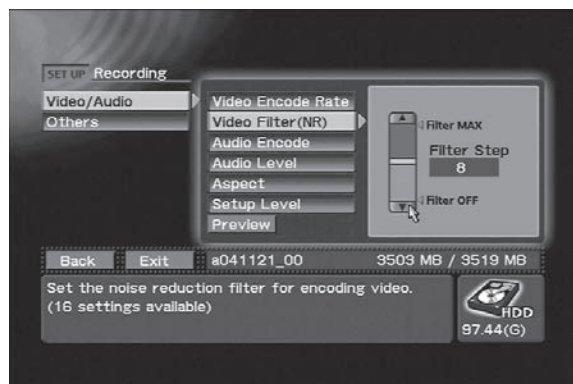 SET UP Recording
Video/Audio
Others
Video Encode Rate
Video Filter(NR)
Audio Encode
Audio Level
Aspect
Setup Level
Preview
Filter MAX
Filter Step
8
Filter OFF
Back Exit a041121_00 3503 MB / 3519 MB
Set the noise reduction filter for encoding video.
(16 settings available)
HDD
97.44(G)